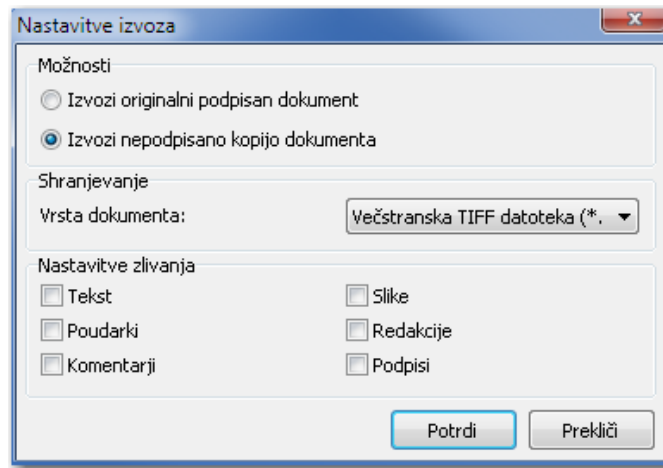 Nastavitve izvoza
Možnosti
Izvozi originalni podpisan dokument
Izvozi nepodpisano kopijo dokumenta
Shranjevanje
Vrsta dokumenta: Večstranska TIFF datoteka (*.
Nastavitve zlivanja
Tekst Slike
Poudarki Redakcije
Komentarji Podpisi
Potrdi Prekliči